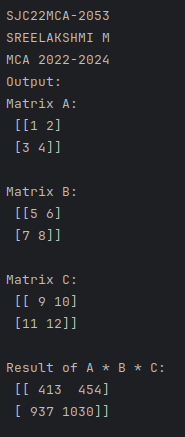 SJC22MCA-2053
SREELAKSHMI M
MCA 2022-2024
Output:
Matrix A:
 [[1 2]
 [3 4]]

Matrix B:
 [[5 6]
 [7 8]]

Matrix C:
 [[ 9 10]
 [11 12]]

Result of A * B * C:
 [[ 413  454]
 [ 937 1030]]